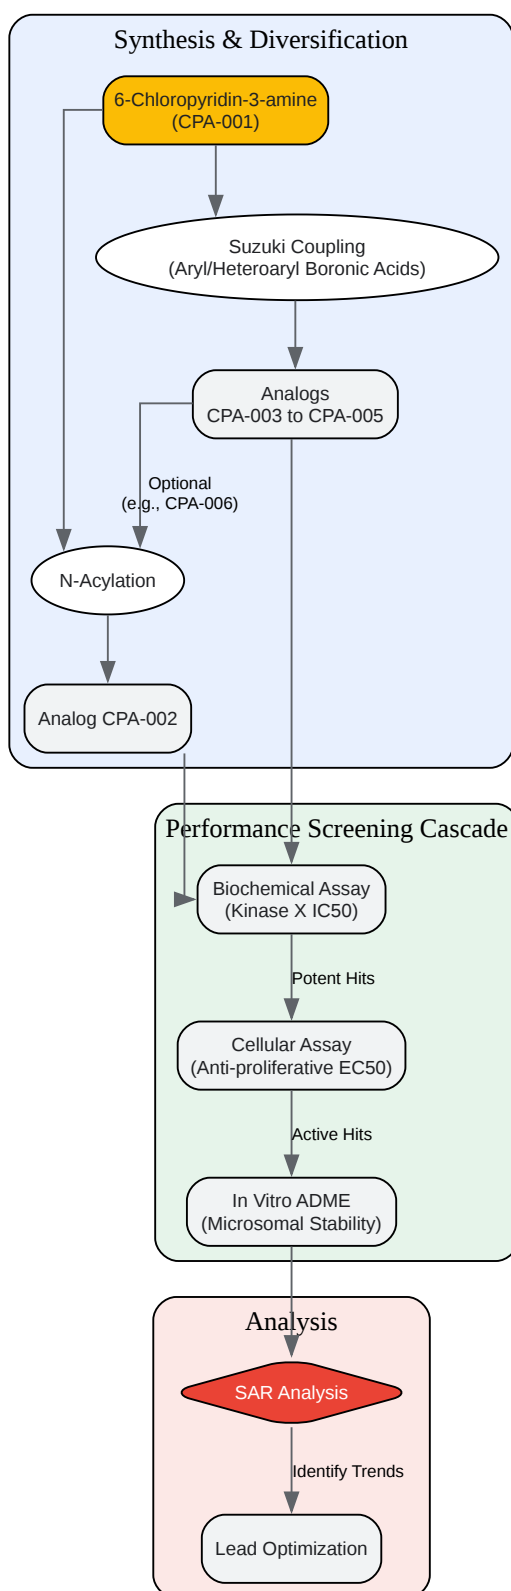 Synthesis & Diversification
6-Chloropyridin-3-amine
(CPA-001)
Suzuki Coupling
(Aryl/Heteroaryl Boronic Acids)
Analogs
CPA-003 to CPA-005
Optional
(e.g., CPA-006)
N-Acylation
Analog CPA-002
Performance Screening Cascade
Biochemical Assay
(Kinase X IC50)
Potent Hits
Cellular Assay
(Anti-proliferative EC50)
Active Hits
In Vitro ADME
(Microsomal Stability)
Analysis
SAR Analysis
Identify Trends
Lead Optimization